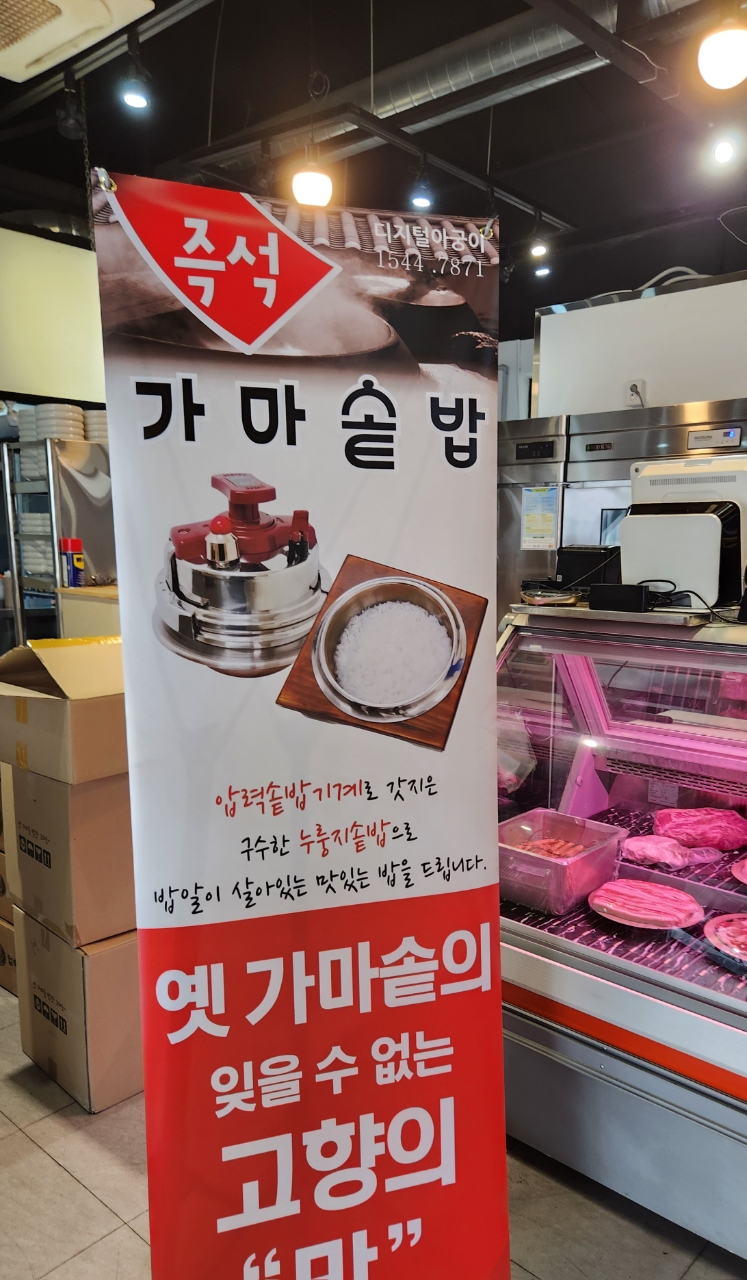 즉석
디지털아궁이
1544.7871
가마솥밥
압력솥밥기계로 갓지은
구수한 누룽지솥밥으로
밥알이 살아있는 맛있는 밥을 드립니다.
옛 가마솥의
잊을 수 없는
고향의
“맛”